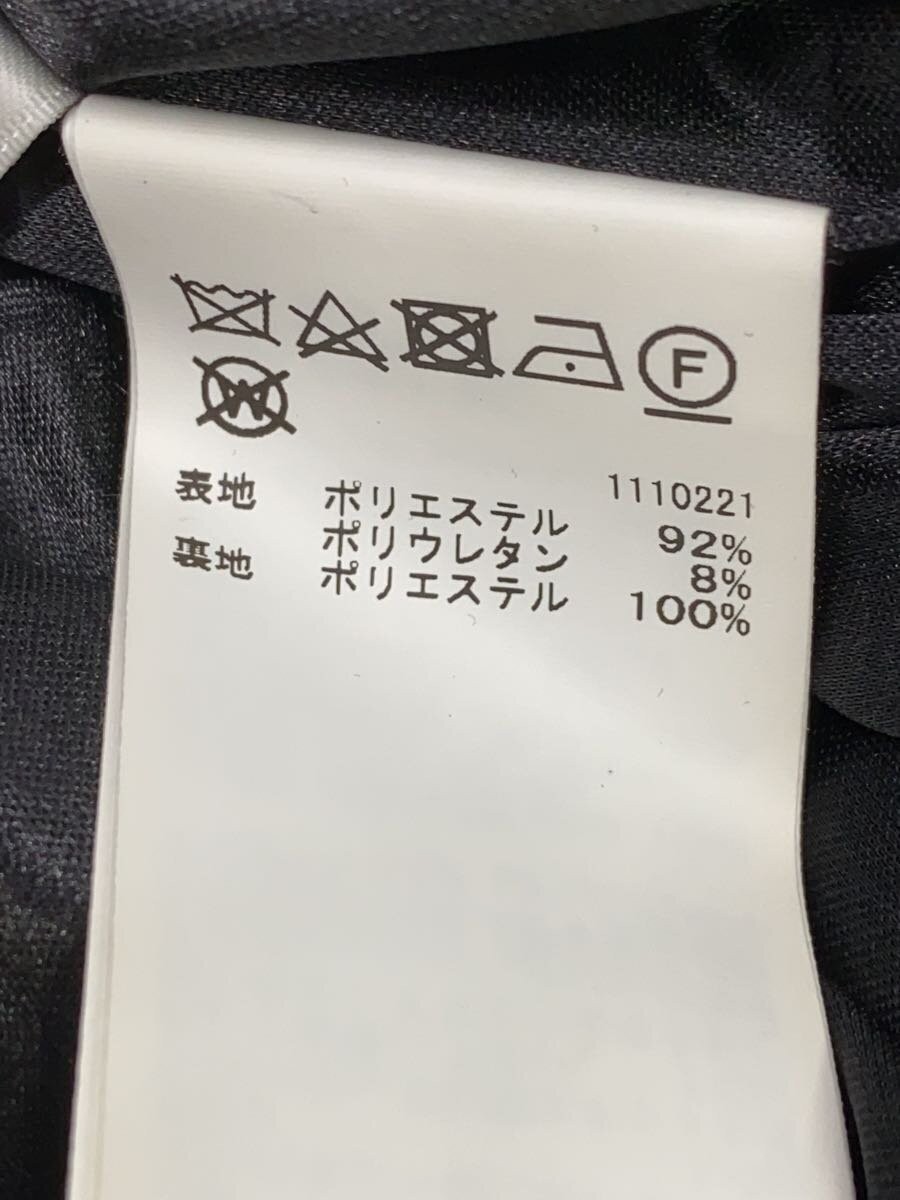 F
W
1110221
表地 ポリエステル 92%
ポリウレタン 8%
裏地 ポリエステル 100%